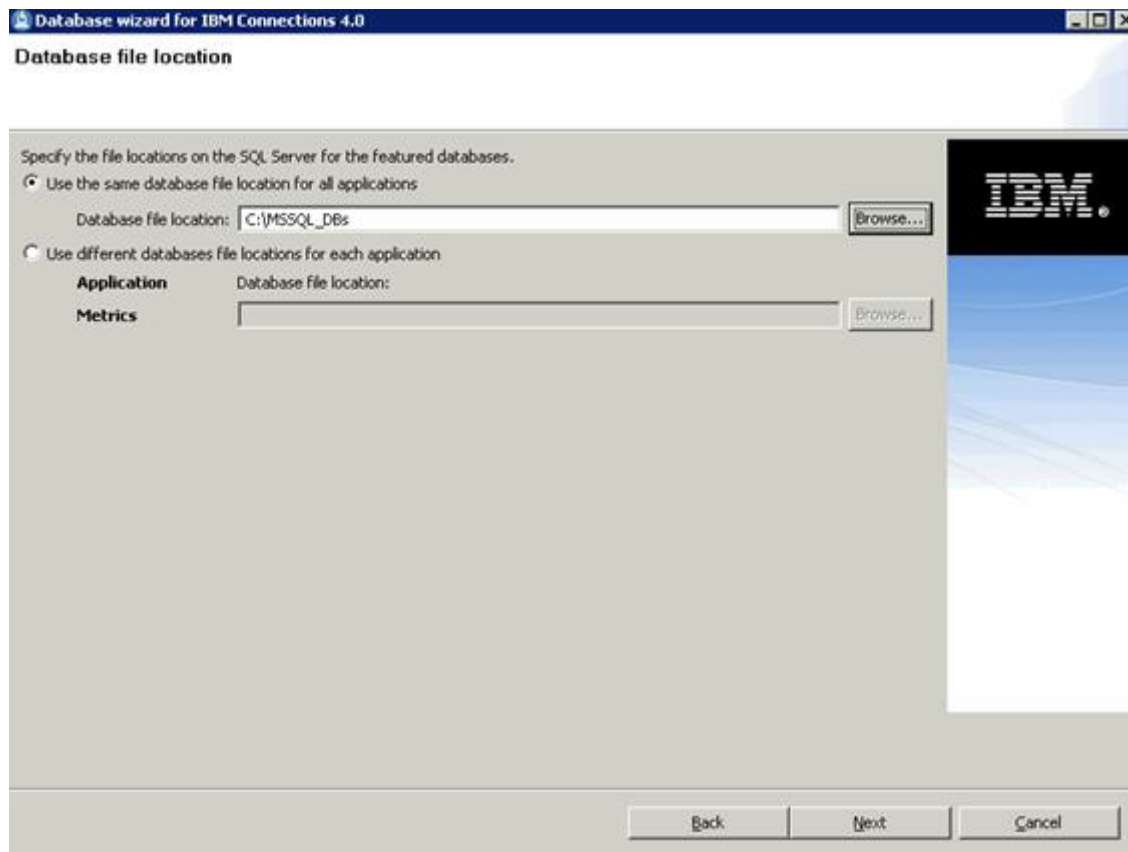 Database wizard for IBM Connections 4.0
Database file location
Specify the file locations on the SQL Server for the featured databases.
Use the same database file location for all applications
Database file location: C:\MSSQL_DBs Browse...
IBM®
Use different databases file locations for each application
Application Database file location:
Metrics Browse...
Back Next Cancel